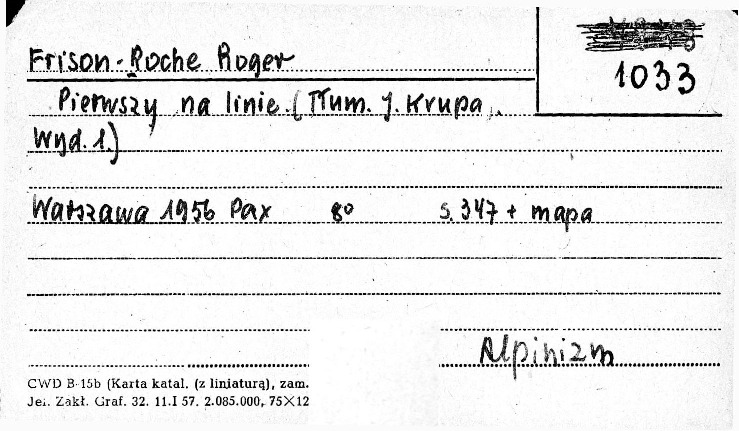 Frison-Roche Roger
1033
Pierwszy na linie. (Tłum. J. Krupa.
Wyd. 1.)
Warszawa 1956 Pax 8° s. 347 + mapa
Alpinizm
CWD B-15b (Karta katal. (z liniaturą), zam.
Jel. Zakł. Graf. 32. 11.I 57. 2.085.000, 75×12